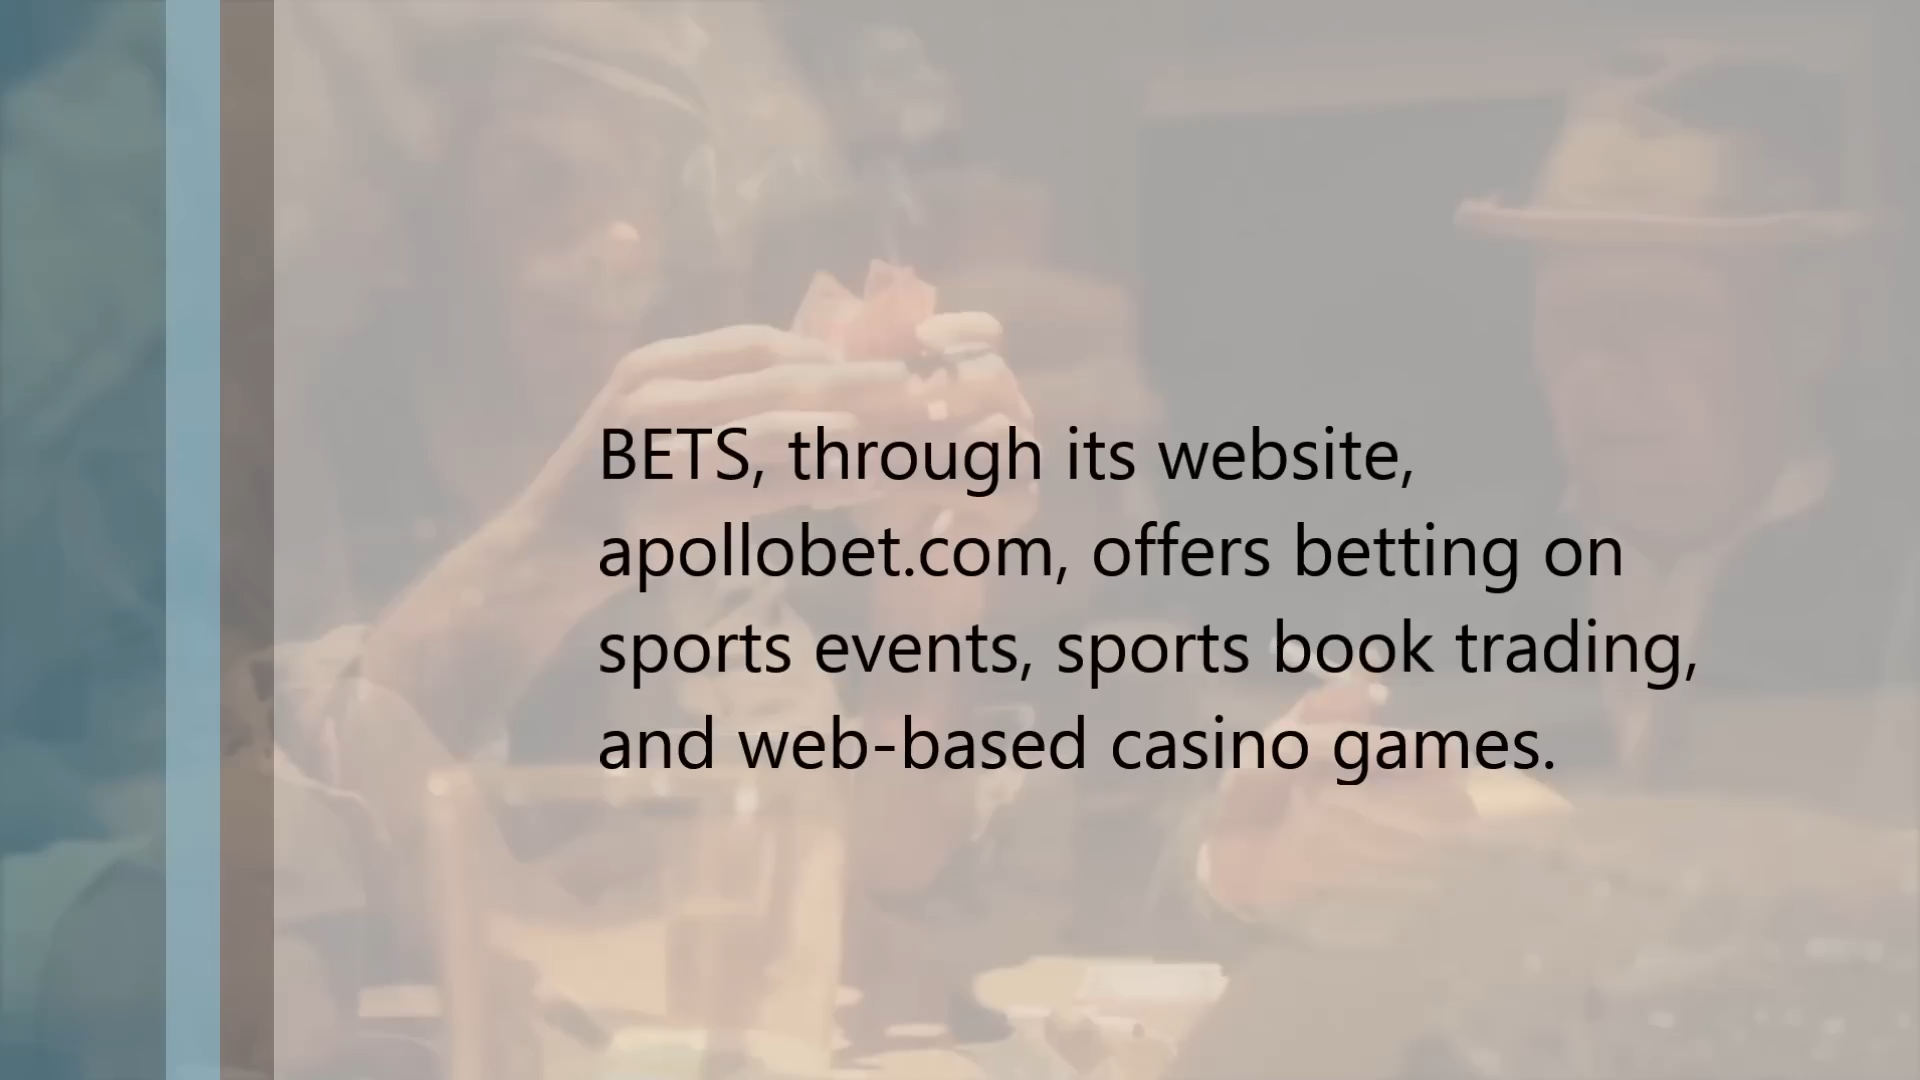 BETS, through its website,
apollobet.com, offers betting on
sports events, sports book trading,
and web-based casino games.